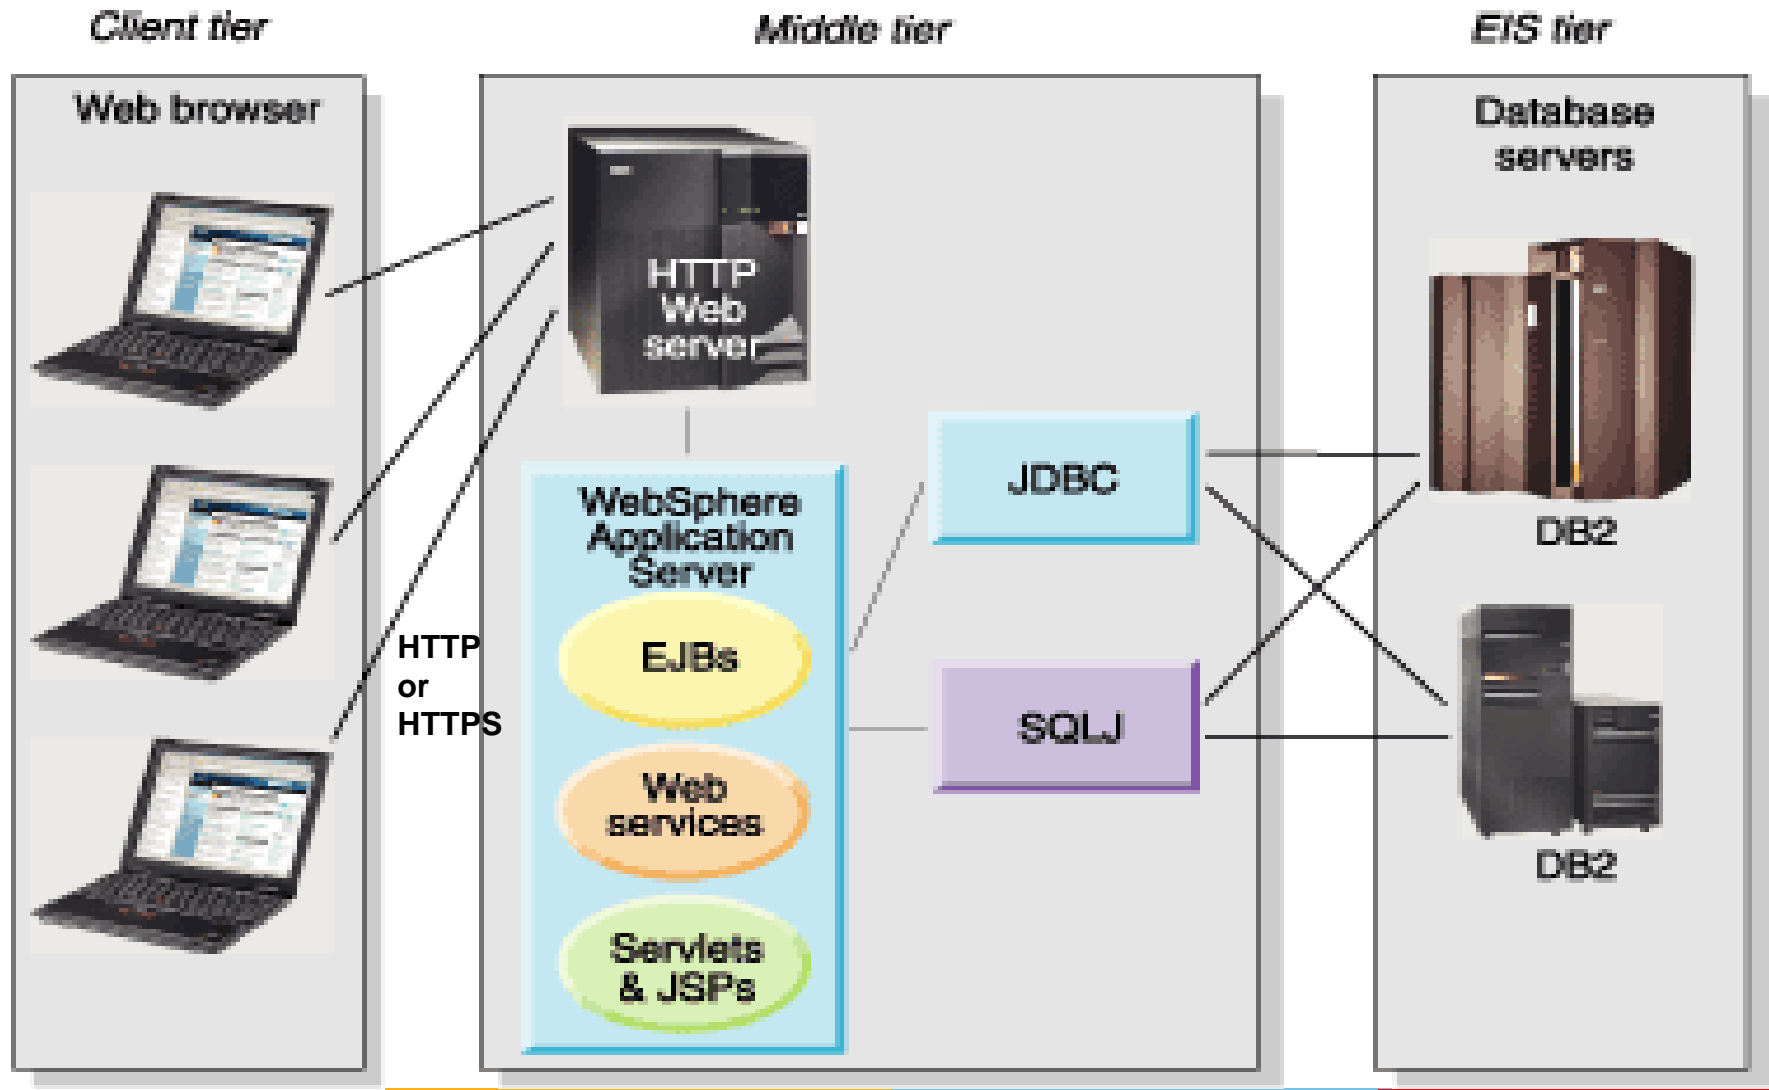 Client tier
Middle tier
EIS tier
Web browser
HTTP
Web
server
HTTP
or
HTTPS
WebSphere
Application
Server
EJBs
Web
services
Servlets
& JSPs
JDBC
SQLJ
Database
servers
DB2
DB2